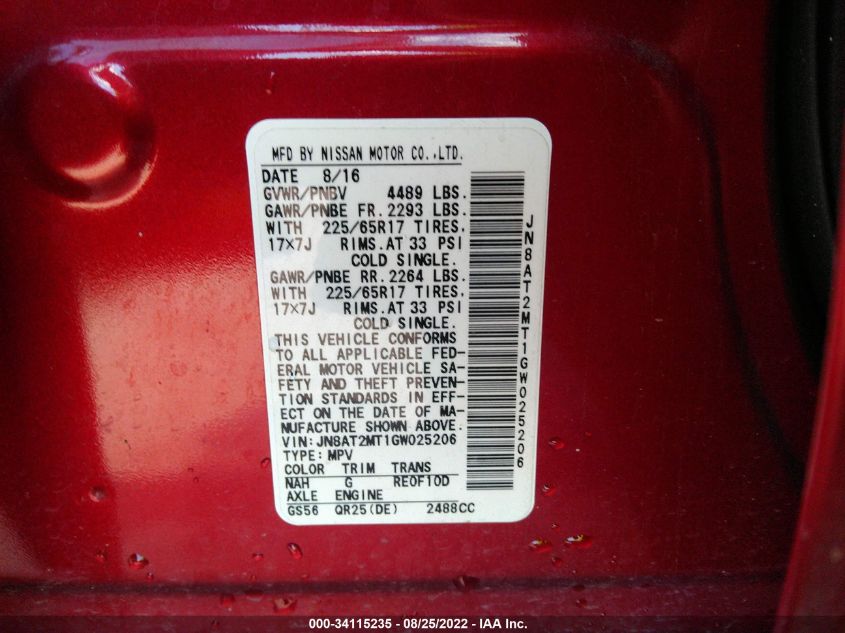 MFD BY NISSAN MOTOR CO.,LTD.
DATE 8/16
GVWR/PNBV 4489 LBS.
GAWR/PNBE FR. 2293 LBS.
WITH 225/65R17 TIRES,
17×7J RIMS.AT 33 PSI
COLD SINGLE.
GAWR/PNBE RR. 2264 LBS.
WITH 225/65R17 TIRES,
17×7J RIMS.AT 33 PSI
COLD SINGLE.
THIS VEHICLE CONFORMS
TO ALL APPLICABLE FED-
ERAL MOTOR VEHICLE SA-
FETY AND THEFT PREVEN-
TION STANDARDS IN EFF-
ECT ON THE DATE OF MA-
NUFACTURE SHOWN ABOVE.
VIN:JN8AT2MT1GW025206
TYPE:MPV
COLOR TRIM TRANS
NAH G RE0F10D
AXLE ENGINE
GS56 QR25(DE) 2488CC
JN8AT2MT1GW025206
000-34115235 - 08/25/2022 - IAA Inc.